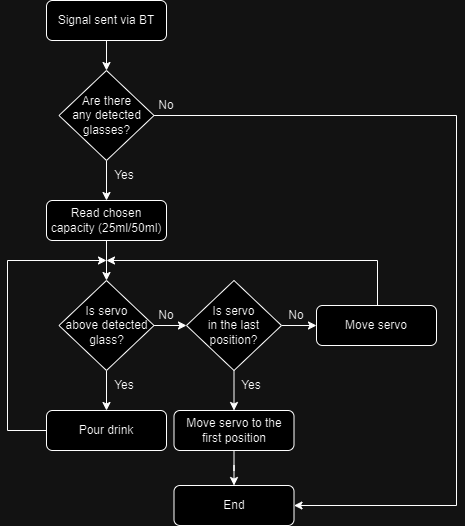 Signal sent via BT
Are there
any detected
glasses?
No
Yes
Read chosen
capacity (25ml/50ml)
Is servo
above detected
glass?
No
Is servo
in the last
position?
No
Move servo
Yes
Yes
Pour drink
Move servo to the
first position
End